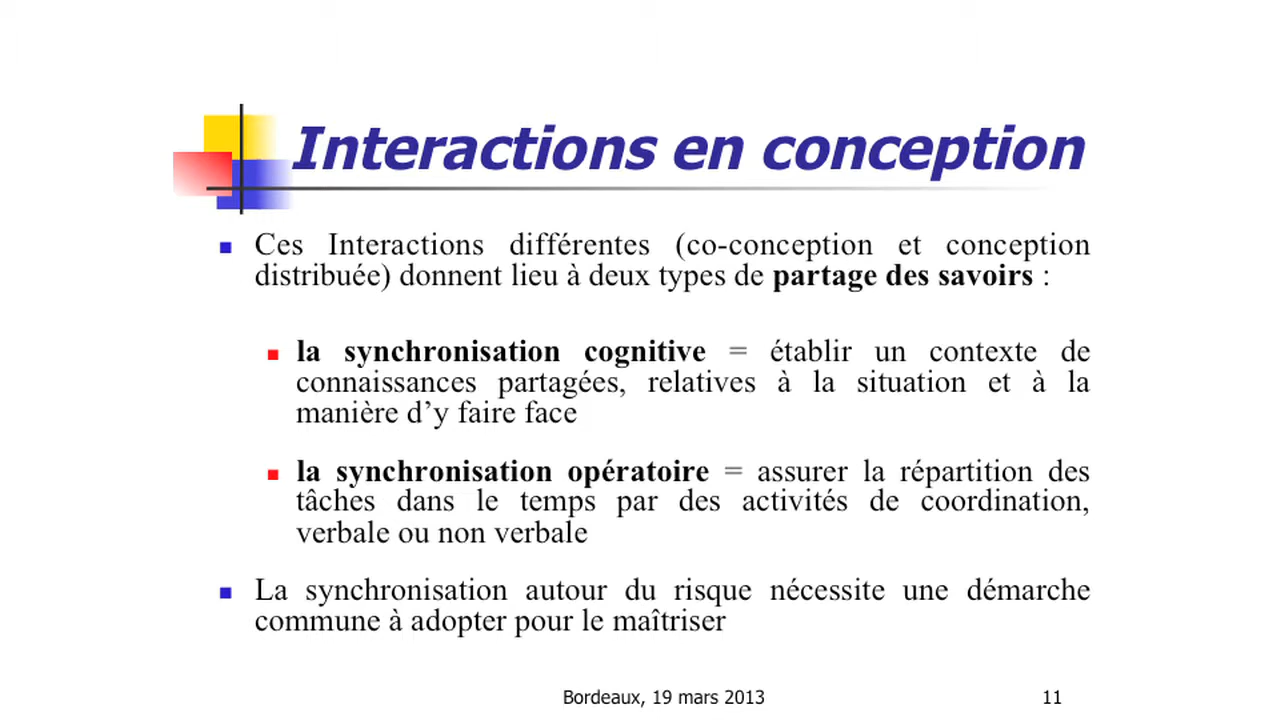 Interactions en conception
Ces Interactions différentes (co-conception et conception
distribuée) donnent lieu à deux types de partage des savoirs :
la synchronisation cognitive = établir un contexte de
connaissances partagées, relatives à la situation et à la
manière d’y faire face
la synchronisation opératoire = assurer la répartition des
tâches dans le temps par des activités de coordination,
verbale ou non verbale
La synchronisation autour du risque nécessite une démarche
commune à adopter pour le maîtriser
Bordeaux, 19 mars 2013 11